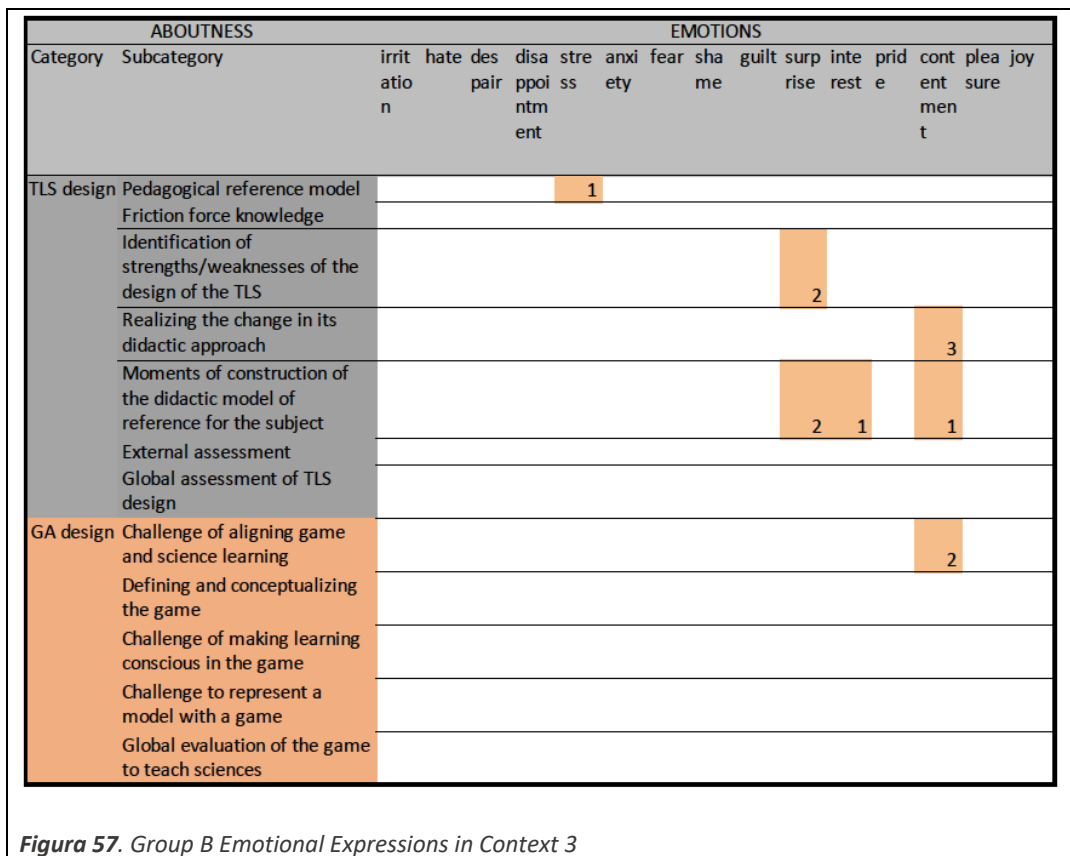 ABOUTNESS EMOTIONS
Category Subcategory irrit hate des disa stre anxi fear sha guilt surp inte prid cont plea joy
atio pair ppoi ss ety me rise rest e ent sure
n ntm men
ent t
TLS design Pedagogical reference model 1
Friction force knowledge
Identification of
strengths/weaknesses of the
design of the TLS 2
Realizing the change in its
didactic approach 3
Moments of construction of
the didactic model of
reference for the subject 2 1 1
External assessment
Global assessment of TLS
design
GA design Challenge of aligning game
and science learning 2
Defining and conceptualizing
the game
Challenge of making learning
conscious in the game
Challenge to represent a
model with a game
Global evaluation of the game
to teach sciences
Figura 57. Group B Emotional Expressions in Context 3